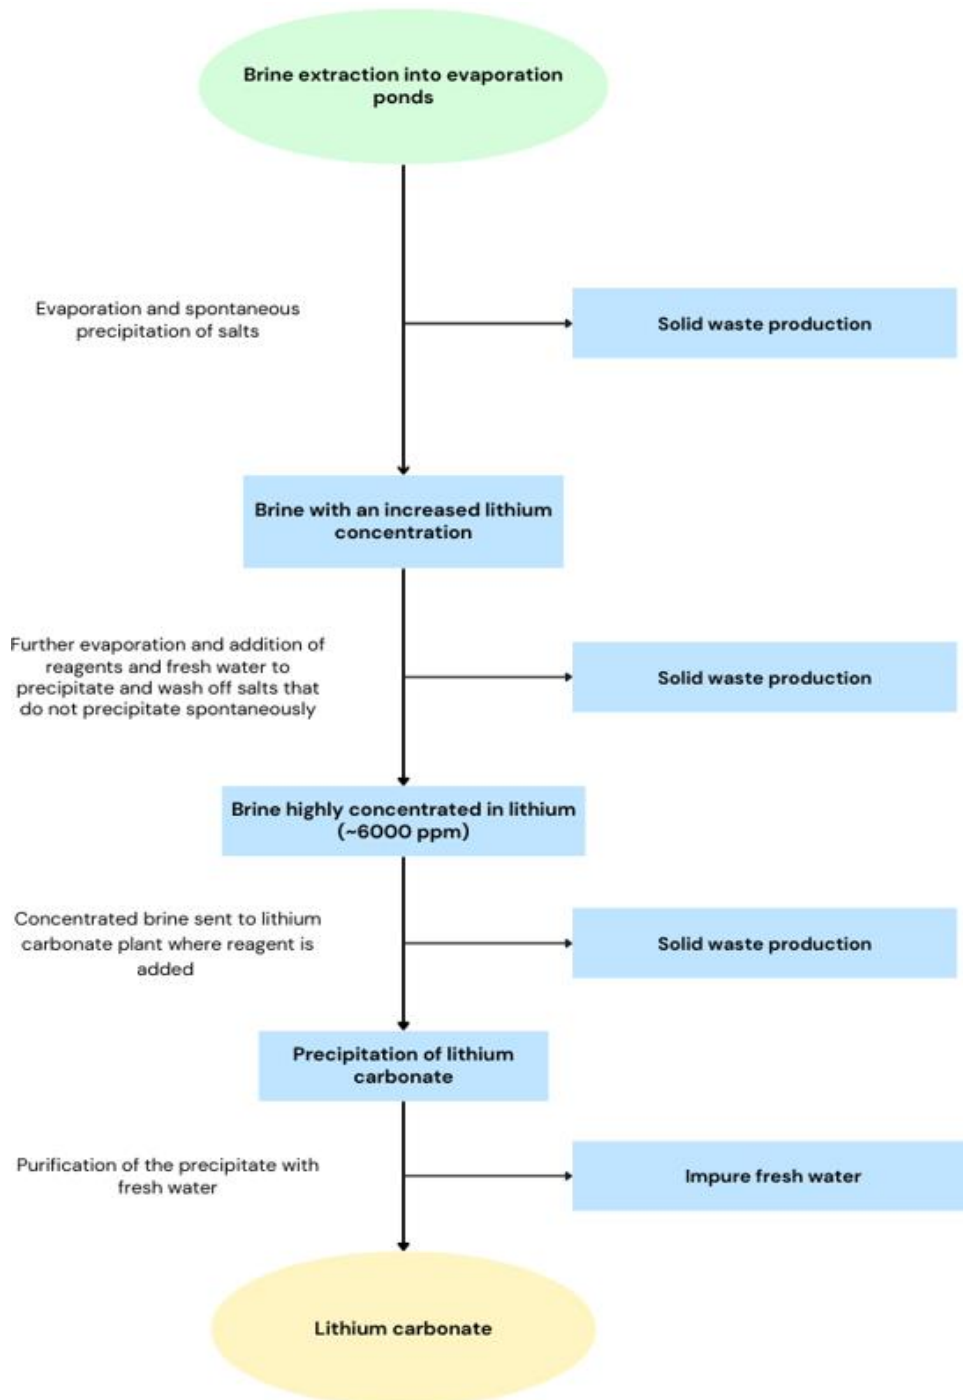 Brine extraction into evaporation
ponds
Evaporation and spontaneous
precipitation of salts
Solid waste production
Brine with an increased lithium
concentration
Further evaporation and addition of
reagents and fresh water to
precipitate and wash off salts that
do not precipitate spontaneously
Solid waste production
Brine highly concentrated in lithium
(~6000 ppm)
Concentrated brine sent to lithium
carbonate plant where reagent is
added
Solid waste production
Precipitation of lithium
carbonate
Purification of the precipitate with
fresh water
Impure fresh water
Lithium carbonate